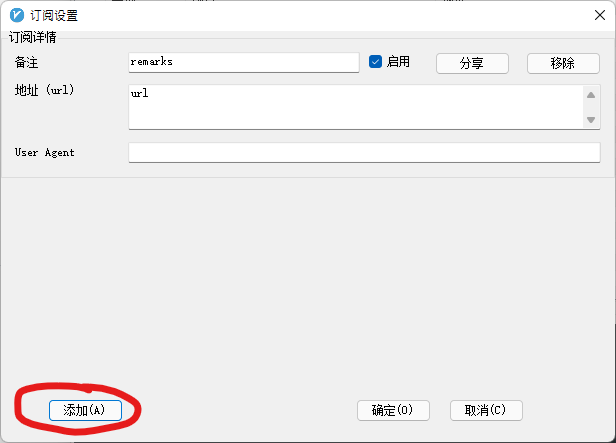 订阅设置
订阅详情
备注 remarks 启用 分享 移除
地址 (url) url
User Agent
添加(A) 确定(O) 取消(C)